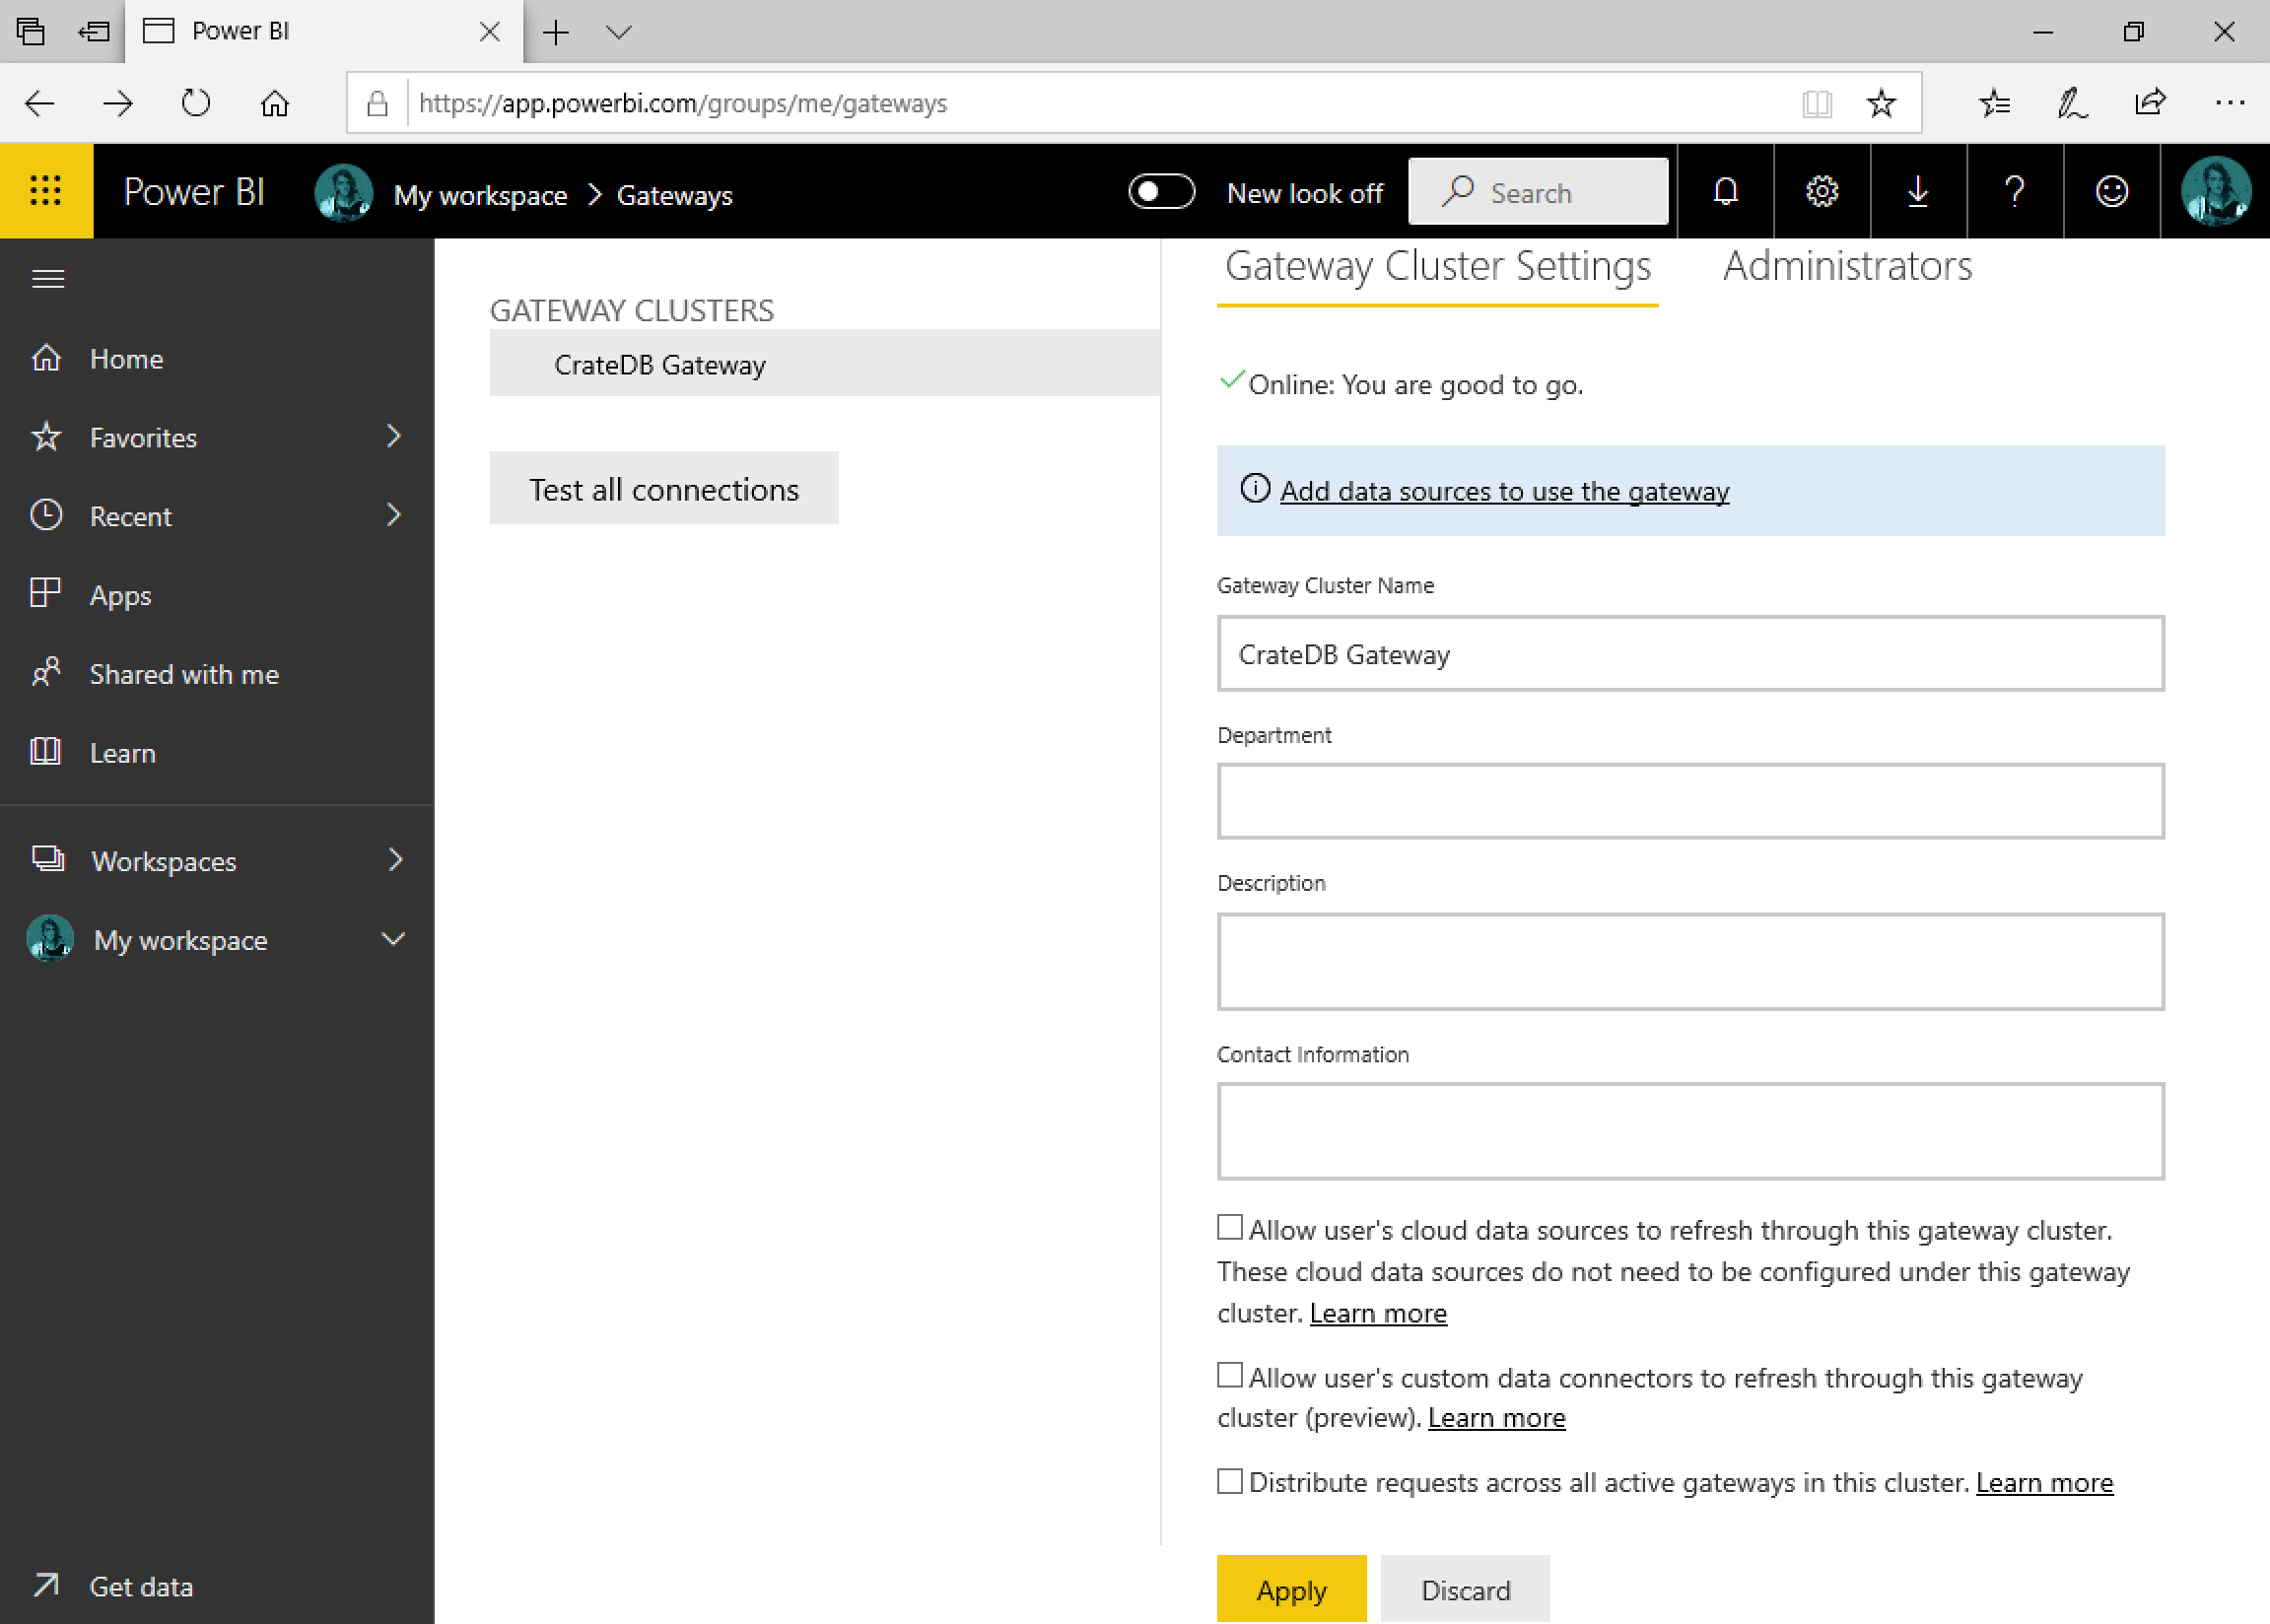 Power BI
https://app.powerbi.com/groups/me/gateways
Power BI
My workspace
Gateways
New look off
Search
Home
Favorites
Recent
Apps
Shared with me
Learn
Workspaces
My workspace
Get data
GATEWAY CLUSTERS
CrateDB Gateway
Test all connections
Gateway Cluster Settings
Administrators
Online: You are good to go.
Add data sources to use the gateway
Gateway Cluster Name
CrateDB Gateway
Department
Description
Contact Information
Allow user's cloud data sources to refresh through this gateway cluster.
These cloud data sources do not need to be configured under this gateway
cluster. Learn more
Allow user's custom data connectors to refresh through this gateway
cluster (preview). Learn more
Distribute requests across all active gateways in this cluster. Learn more
Apply
Discard